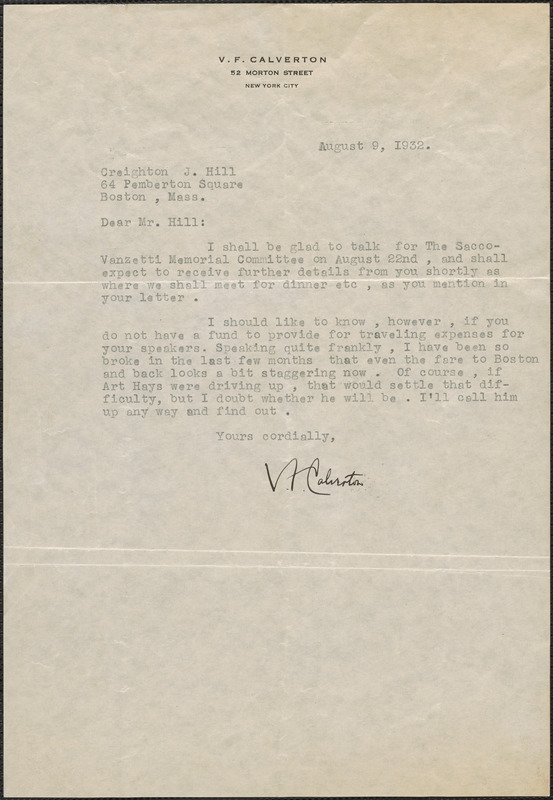 V. F. CALVERTON
52 MORTON STREET
NEW YORK CITY
August 9, 1932.
Creighton J. Hill
64 Pemberton Square
Boston , Mass.
Dear Mr. Hill:
I shall be glad to talk for The Sacco-
Vanzetti Memorial Committee on August 22nd , and shall
expect to receive further details from you shortly as
where we shall meet for dinner etc , as you mention in
your letter .
I should like to know , however , if you
do not have a fund to provide for traveling expenses for
your speakers. Speaking quite frankly , I have been so
broke in the last few months that even the fare to Boston
and back looks a bit staggering now . Of course , if
Art Hays were driving up , that would settle that dif-
ficulty, but I doubt whether he will be . I'll call him
up any way and find out .
Yours cordially,
V. F. Calverton